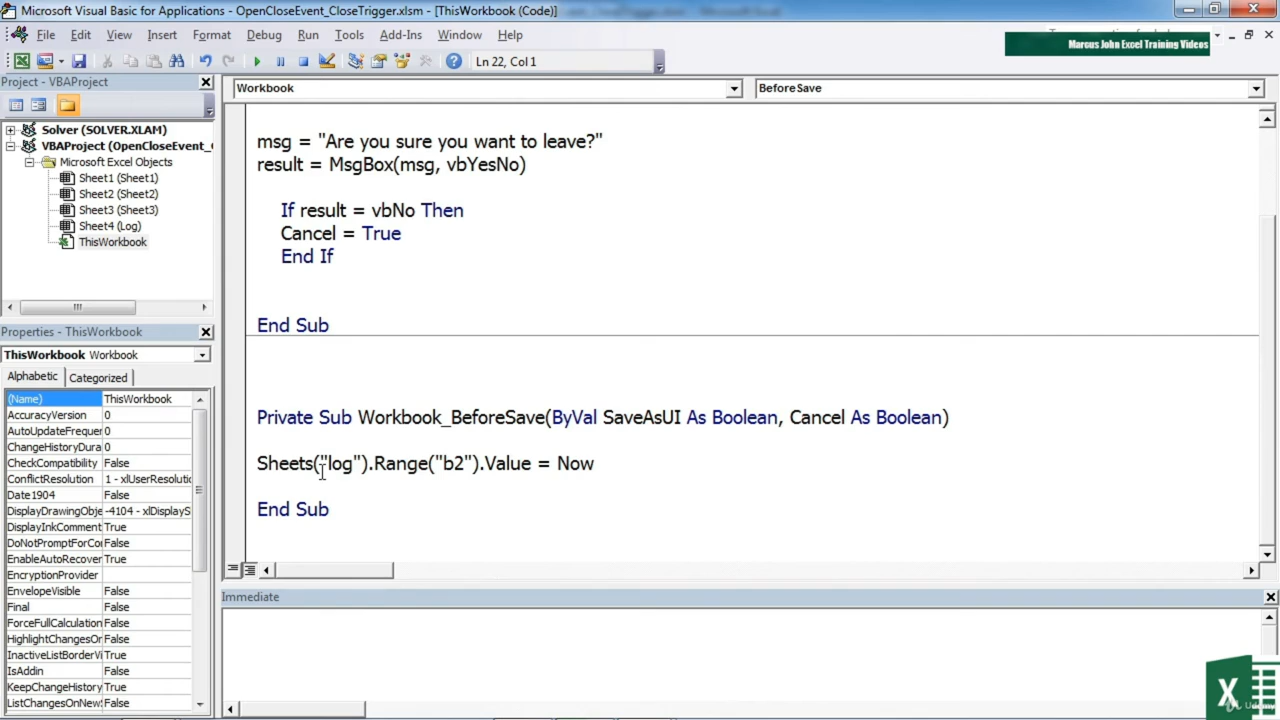 Microsoft Visual Basic for Applications - OpenCloseEvent_CloseTrigger.xlsm - [ThisWorkbook (Code)]
File Edit View Insert Format Debug Run Tools Add-Ins Window Help
Marcus John Excel Training Videos
Ln 22, Col 1
Project - VBAProject
Workbook
BeforeSave
Solver (SOLVER.XLAM)
VBAProject (OpenCloseEvent_C
Microsoft Excel Objects
Sheet1 (Sheet1)
Sheet2 (Sheet2)
Sheet3 (Sheet3)
Sheet4 (Log)
ThisWorkbook
msg = "Are you sure you want to leave?"
result = MsgBox(msg, vbYesNo)
If result = vbNo Then
Cancel = True
End If
End Sub
Private Sub Workbook_BeforeSave(ByVal SaveAsUI As Boolean, Cancel As Boolean)
Sheets("log").Range("b2").Value = Now
End Sub
Properties - ThisWorkbook
ThisWorkbook Workbook
Alphabetic Categorized
(Name) ThisWorkbook
AccuracyVersion 0
AutoUpdateFrequen 0
ChangeHistoryDura 0
CheckCompatibility False
ConflictResolution 1 - xlUserResoluti
Date1904 False
DisplayDrawingObje -4104 - xlDisplayS
DisplayInkComment True
DoNotPromptForCo False
EnableAutoRecover True
EncryptionProvider
EnvelopeVisible False
Final False
ForceFullCalculation False
HighlightChangesOn False
InactiveListBorderVi True
IsAddin False
KeepChangeHistory True
ListChangesOnNewS False
Immediate
Udemy